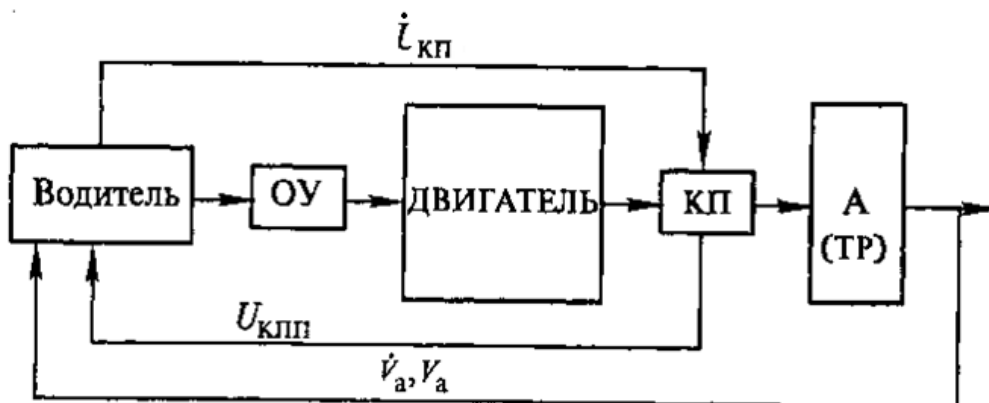 i̇КП
Водитель
ОУ
ДВИГАТЕЛЬ
КП
А
(ТР)
UКПП
V̇а, Vа